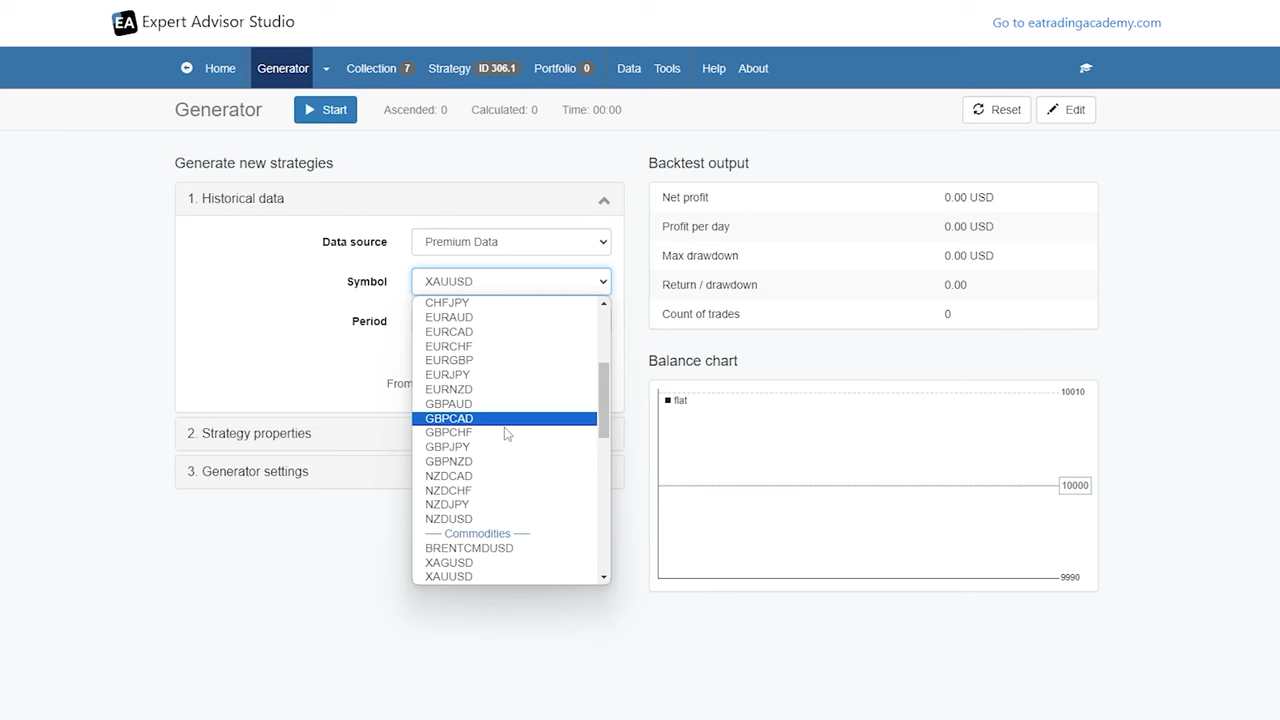 EA Expert Advisor Studio
Go to eatradingacademy.com
Home
Generator
Collection 7
Strategy ID 306.1
Portfolio 0
Data
Tools
Help
About
Generator
Start
Ascended: 0
Calculated: 0
Time: 00:00
Reset
Edit
Generate new strategies
1. Historical data
Data source
Premium Data
Symbol
XAUUSD
Period
From
CHFJPY
EURAUD
EURCAD
EURCHF
EURGBP
EURJPY
EURNZD
GBPAUD
GBPCAD
GBPCHF
GBPJPY
GBPNZD
NZDCAD
NZDCHF
NZDJPY
NZDUSD
Commodities
BRENTCMDUSD
XAGUSD
XAUUSD
2. Strategy properties
3. Generator settings
Backtest output
Net profit 0.00 USD
Profit per day 0.00 USD
Max drawdown 0.00 USD
Return / drawdown 0.00
Count of trades 0
Balance chart
flat
10010
10000
9990